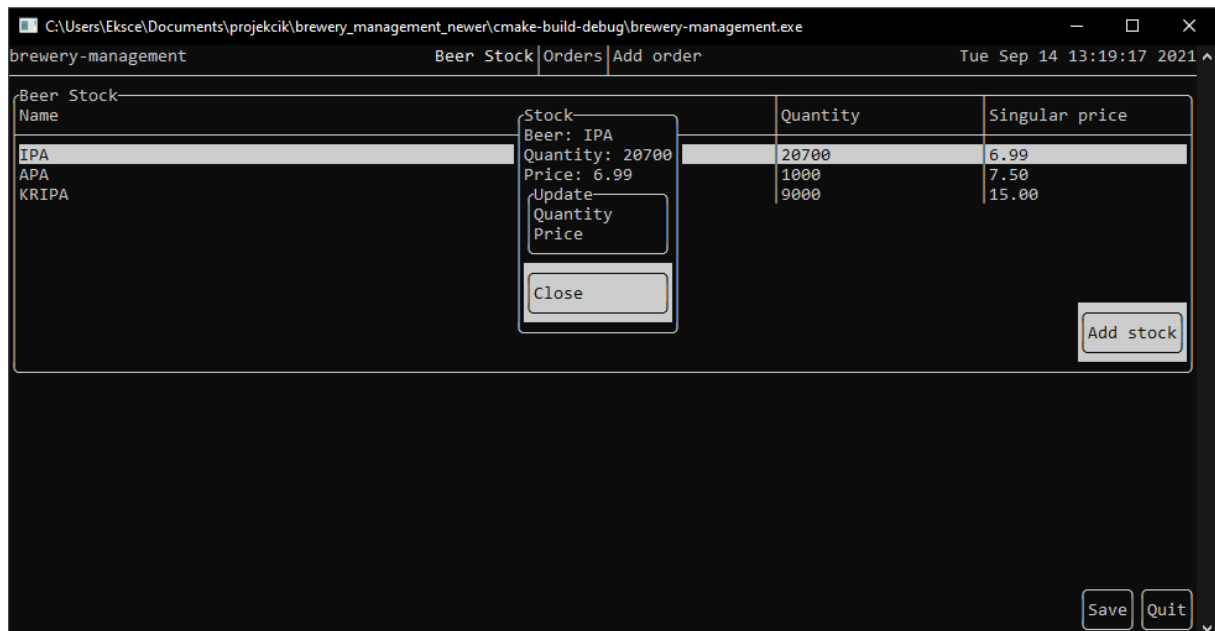 C:\Users\Eksce\Documents\projekcik\brewery_management_newer\cmake-build-debug\brewery-management.exe
brewery-management Beer Stock Orders Add order Tue Sep 14 13:19:17 2021
Beer Stock
Name Quantity Singular price
Stock
Beer: IPA
IPA Quantity: 20700 20700 6.99
APA Price: 6.99 1000 7.50
KRIPA Update 9000 15.00
Quantity
Price
Close
Add stock
Save Quit